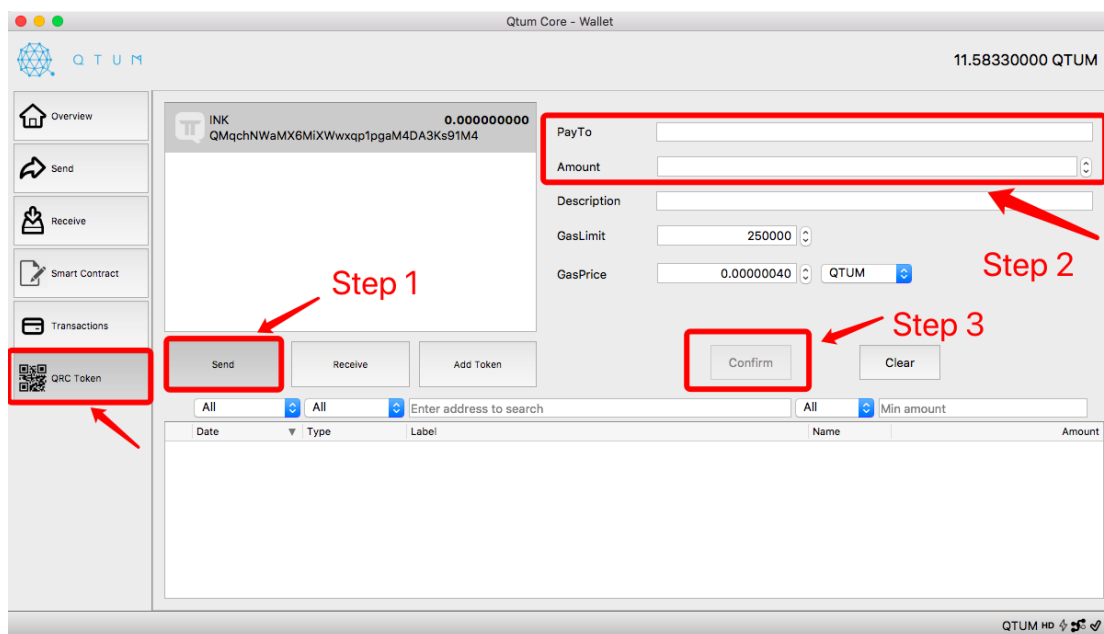 Qtum Core - Wallet
QTUM
11.58330000 QTUM
Overview
Send
Receive
Smart Contract
Transactions
QRC Token
INK 0.000000000
QMqchNWaMX6MiXWwxqp1pgaM4DA3Ks91M4
PayTo
Amount
Description
GasLimit 250000
GasPrice 0.00000040 QTUM
Step 1
Step 2
Step 3
Send Receive Add Token Confirm Clear
All All Enter address to search All Min amount
Date Type Label Name Amount
QTUM HD